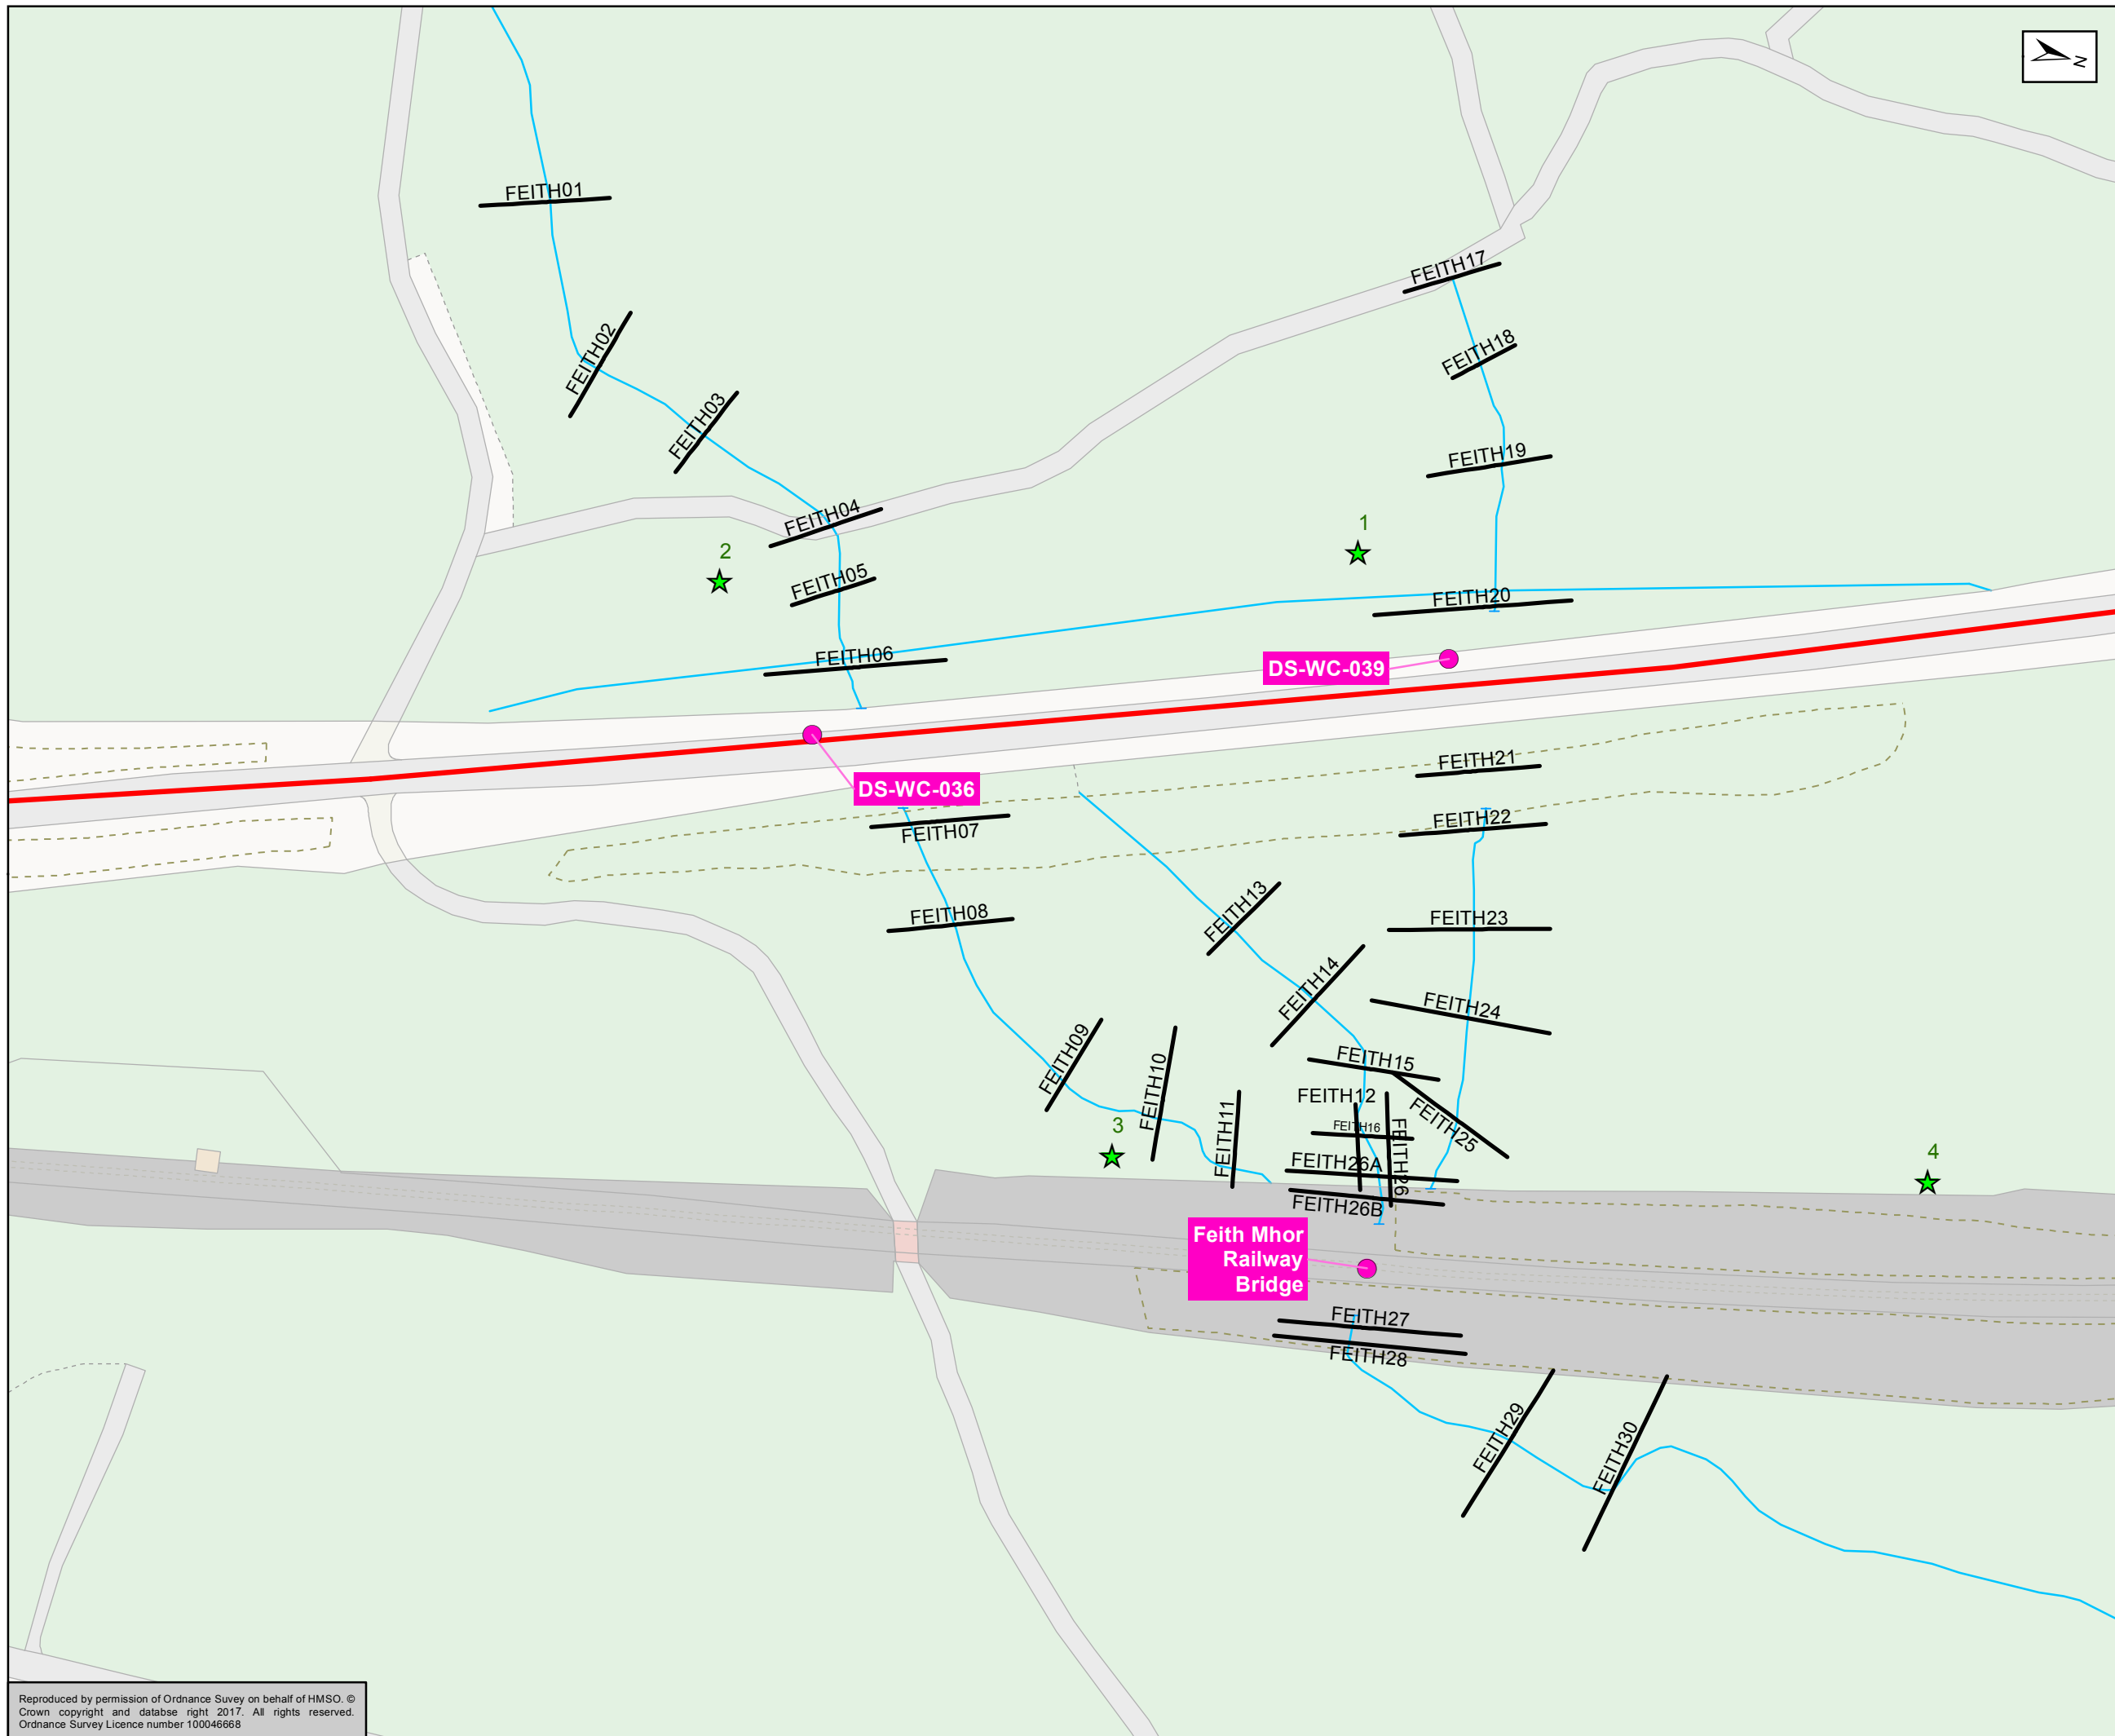 N
FEITH01
FEITH17
FEITH02
FEITH18
FEITH03
FEITH19
FEITH04
1
2
FEITH05
FEITH20
FEITH06
DS-WC-039
FEITH21
DS-WC-036
FEITH07
FEITH22
FEITH13
FEITH08
FEITH23
FEITH14
FEITH24
FEITH09
FEITH10
FEITH15
FEITH12
FEITH11
FEITH16
FEITH25
FEITH26
3
4
FEITH26A
FEITH26B
Feith Mhor
Railway
Bridge
FEITH27
FEITH28
FEITH29
FEITH30
Reproduced by permission of Ordnance Suvey on behalf of HMSO. ©
Crown copyright and databse right 2017. All rights reserved.
Ordnance Survey Licence number 100046668